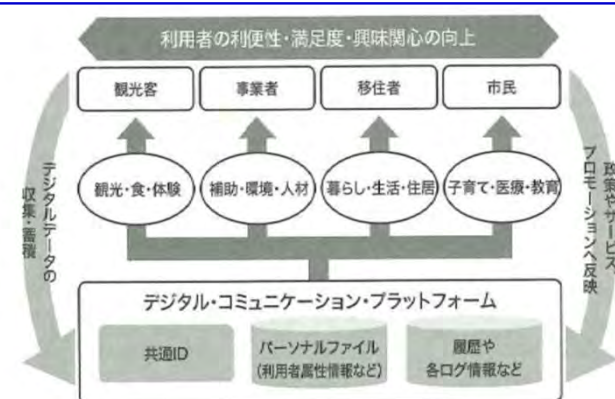 利用者の利便性・満足度・興味関心の向上
観光客
事業者
移住者
市民
観光・食・体験
補助・環境・人材
暮らし・生活・住居
子育て・医療・教育
デジタルデータの
収集・蓄積
政策やサービス
プロモーションへ反映
デジタル・コミュニケーション・プラットフォーム
共通ID
パーソナルファイル
(利用者属性情報など)
履歴や
各ログ情報など